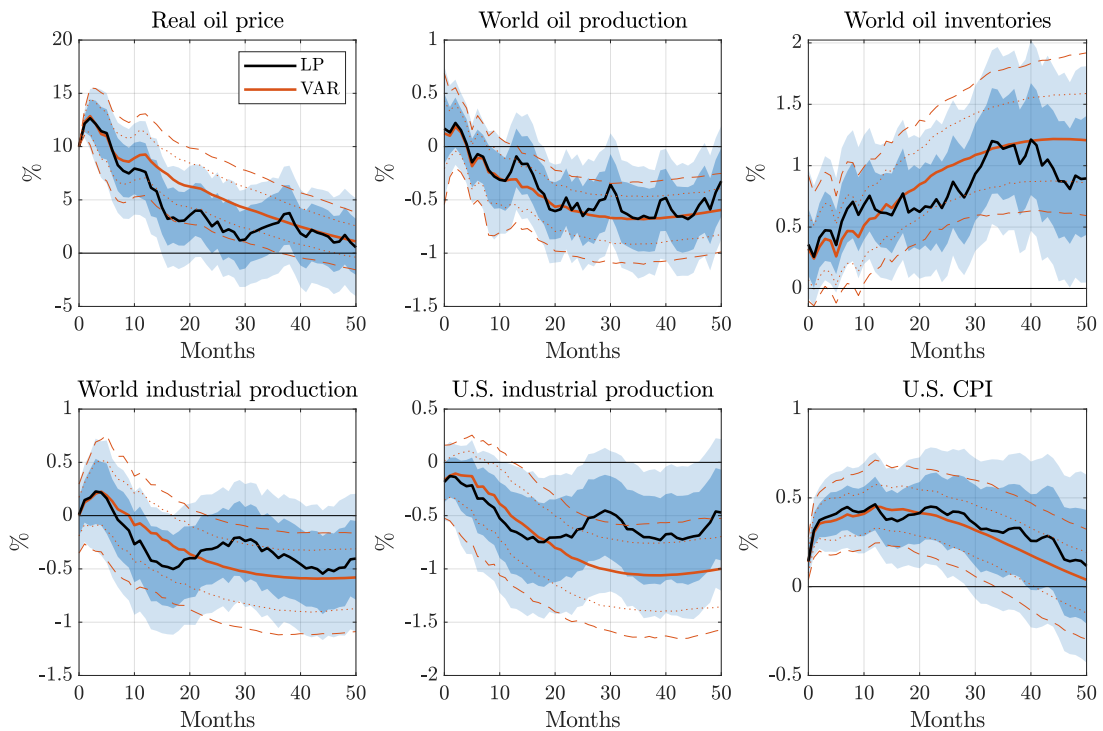 Real oil price
20
15
10
5
0
-5
%
0 10 20 30 40 50
Months
LP
VAR
World oil production
1
0.5
0
-0.5
-1
-1.5
%
0 10 20 30 40 50
Months
World oil inventories
2
1.5
1
0.5
0
%
0 10 20 30 40 50
Months
World industrial production
1
0.5
0
-0.5
-1
-1.5
%
0 10 20 30 40 50
Months
U.S. industrial production
0.5
0
-0.5
-1
-1.5
-2
%
0 10 20 30 40 50
Months
U.S. CPI
1
0.5
0
-0.5
%
0 10 20 30 40 50
Months